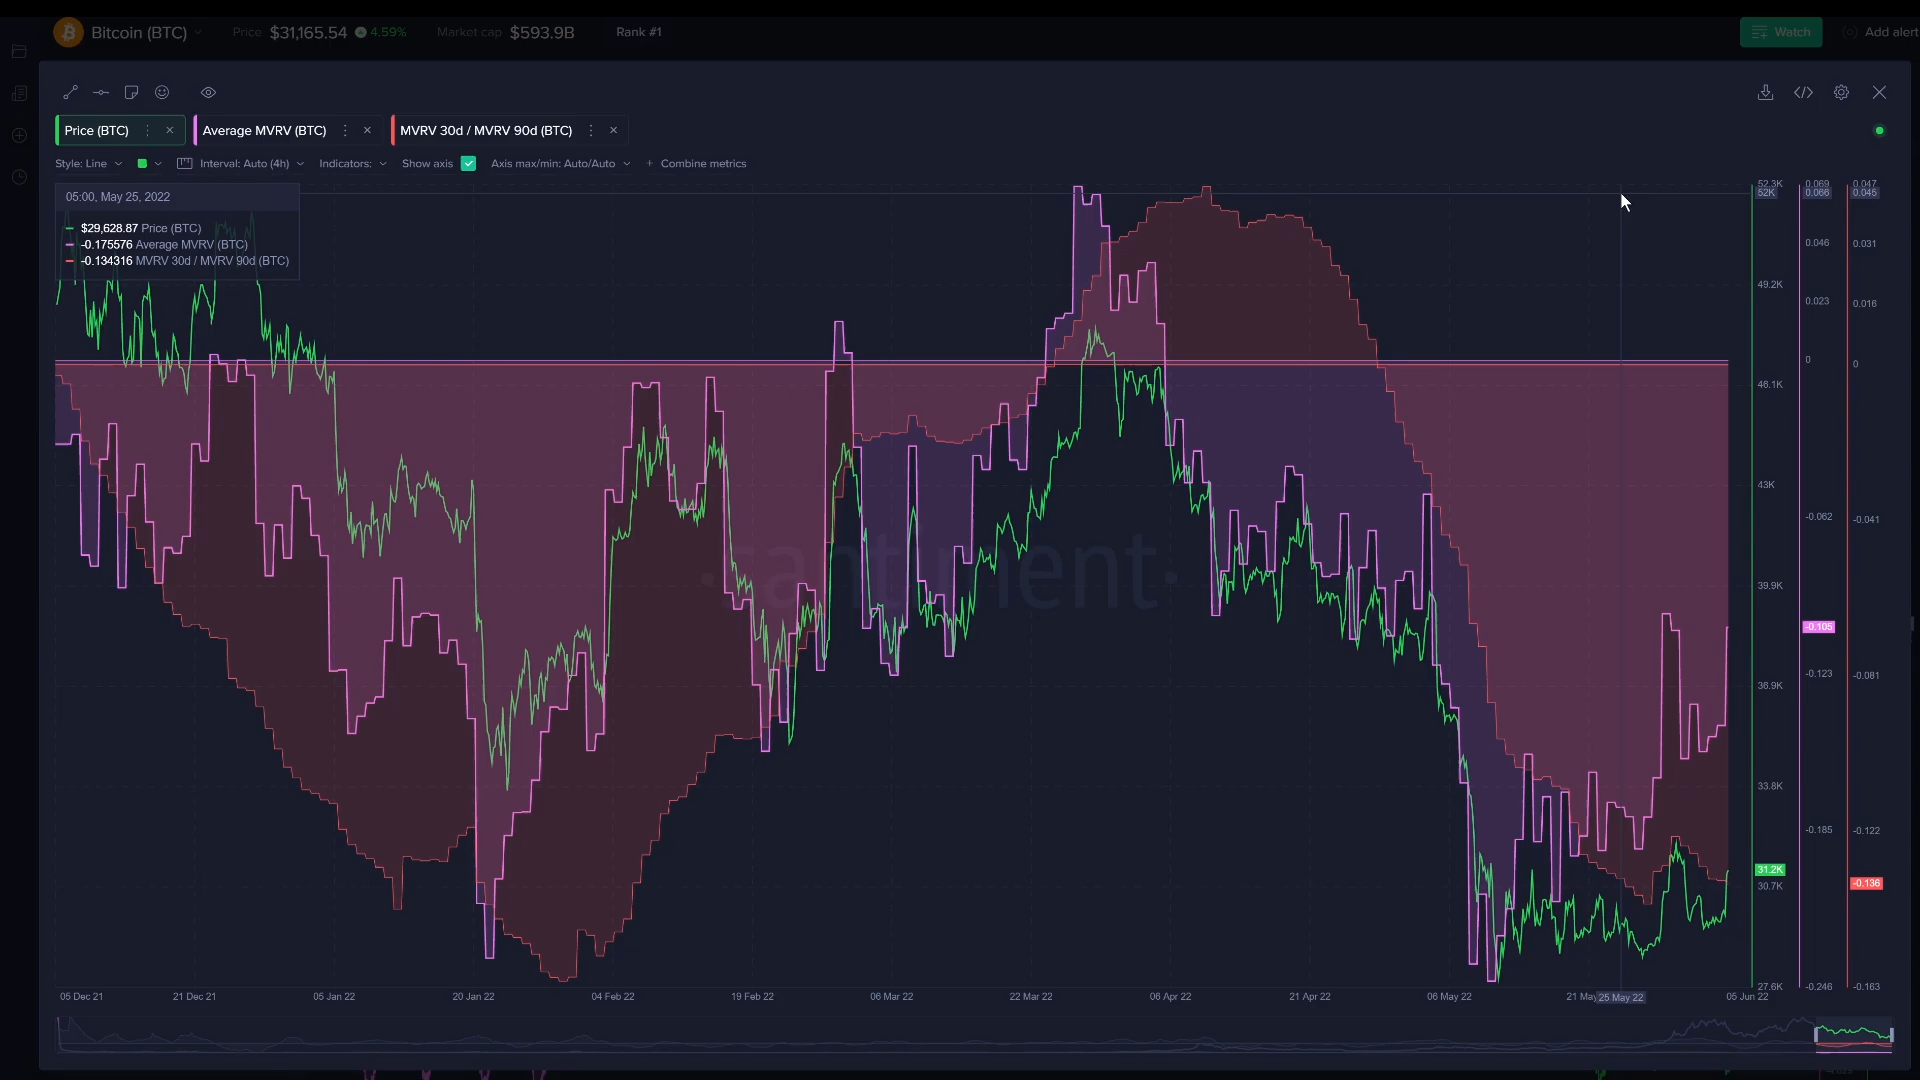 Bitcoin (BTC) Price $31,165.54 4.59% Market cap $593.9B Rank #1 Watch Add alert
Price (BTC) Average MVRV (BTC) MVRV 30d / MVRV 90d (BTC)
Style: Line Interval: Auto (4h) Indicators: Show axis Axis max/min: Auto/Auto + Combine metrics
05:00, May 25, 2022
$29,628.87 Price (BTC)
-0.175576 Average MVRV (BTC)
-0.134316 MVRV 30d / MVRV 90d (BTC)
52.3K 0.069 0.047
52K 0.066 0.045
0.046 0.031
49.2K
0.023 0.016
0 0
46.1K
43K
-0.062 -0.041
·santiment·
39.9K
-0.105
-0.123 -0.081
36.9K
33.8K
-0.185 -0.122
31.2K
-0.136
30.7K
27.6K -0.246 -0.163
05 Dec 21 21 Dec 21 05 Jan 22 20 Jan 22 04 Feb 22 19 Feb 22 06 Mar 22 22 Mar 22 06 Apr 22 21 Apr 22 06 May 22 21 May 25 May 22 05 Jun 22